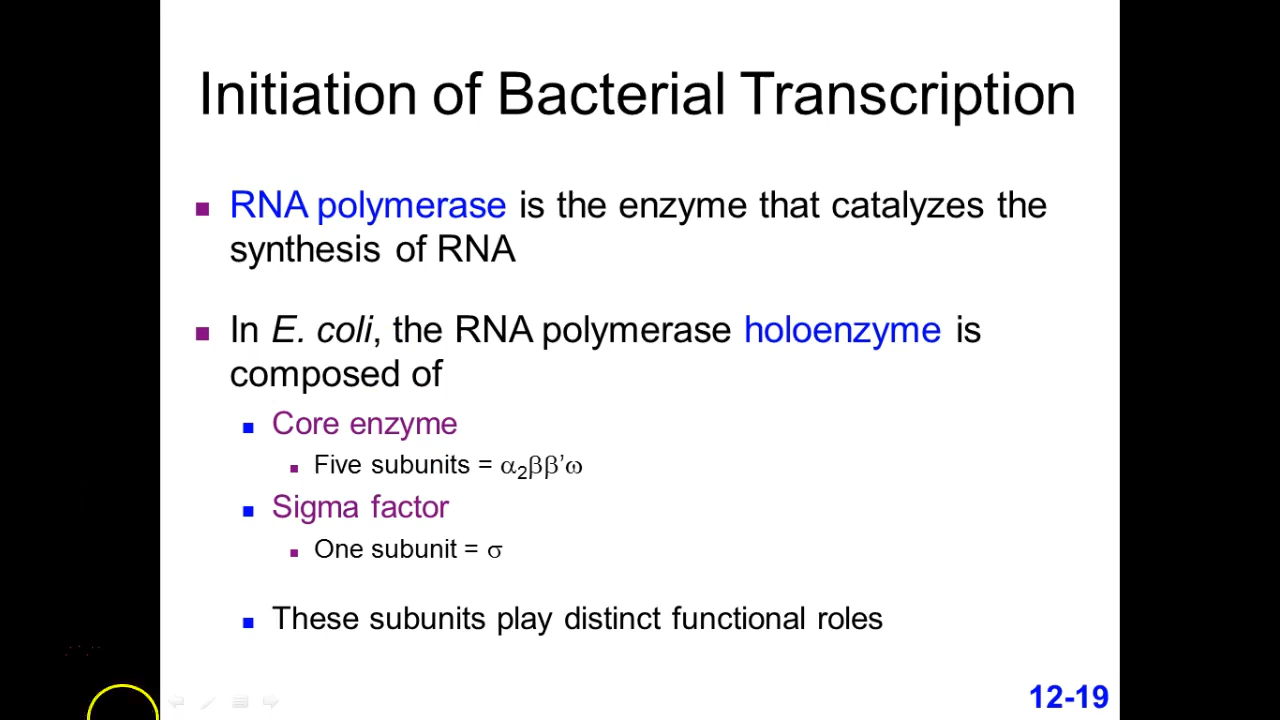 Initiation of Bacterial Transcription
RNA polymerase is the enzyme that catalyzes the
synthesis of RNA
In E. coli, the RNA polymerase holoenzyme is
composed of
Core enzyme
Five subunits = α₂ββ’ω
Sigma factor
One subunit = σ
These subunits play distinct functional roles
12-19